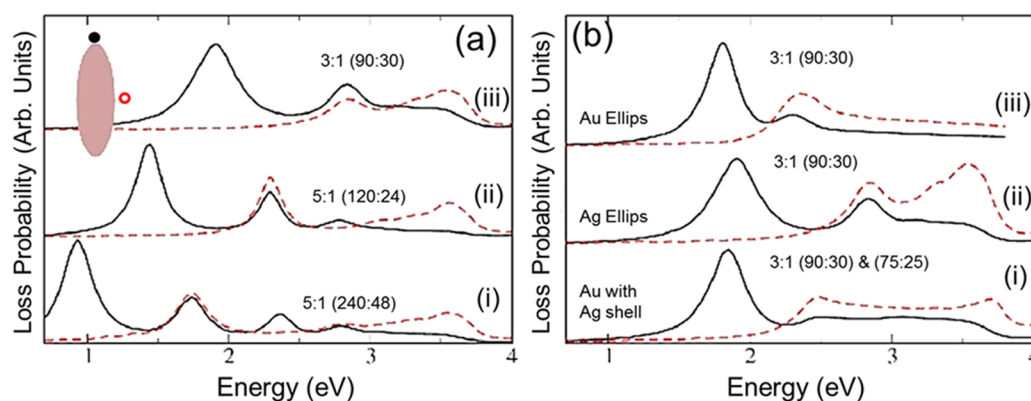 (a)
3:1 (90:30)
(iii)
5:1 (120:24)
(ii)
5:1 (240:48)
(i)
Loss Probability (Arb. Units)
1 2 3 4
Energy (eV)
(b)
3:1 (90:30)
(iii)
Au Ellips
3:1 (90:30)
(ii)
Ag Ellips
3:1 (90:30) & (75:25)
(i)
Au with
Ag shell
Loss Probability (Arb. Units)
1 2 3 4
Energy (eV)